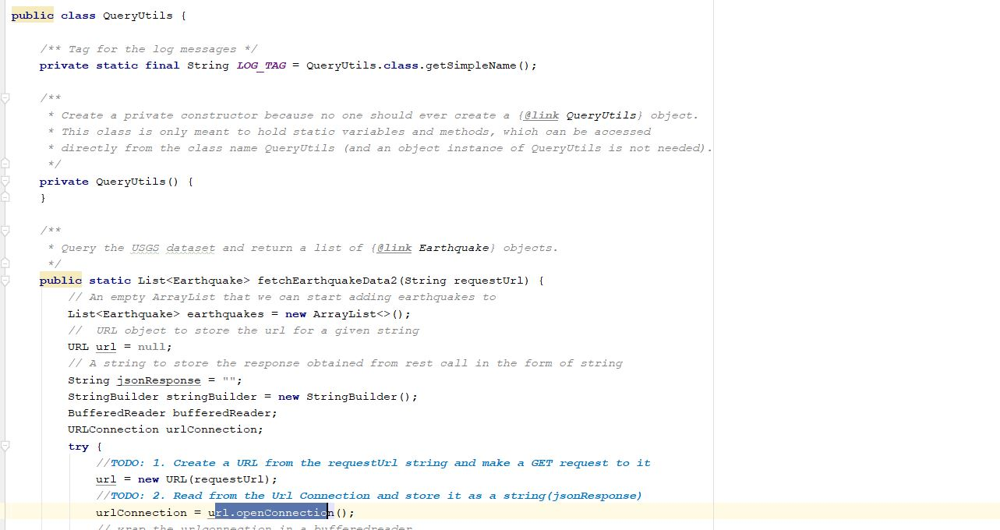 public class QueryUtils {
/** Tag for the log messages */
private static final String LOG_TAG = QueryUtils.class.getSimpleName();
/**
* Create a private constructor because no one should ever create a {@link QueryUtils} object.
* This class is only meant to hold static variables and methods, which can be accessed
* directly from the class name QueryUtils (and an object instance of QueryUtils is not needed).
*/
private QueryUtils() {
}
/**
* Query the USGS dataset and return a list of {@link Earthquake} objects.
*/
public static List<Earthquake> fetchEarthquakeData2(String requestUrl) {
// An empty ArrayList that we can start adding earthquakes to
List<Earthquake> earthquakes = new ArrayList<>();
//  URL object to store the url for a given string
URL url = null;
// A string to store the response obtained from rest call in the form of string
String jsonResponse = "";
StringBuilder stringBuilder = new StringBuilder();
BufferedReader bufferedReader;
URLConnection urlConnection;
try {
//TODO: 1. Create a URL from the requestUrl string and make a GET request to it
url = new URL(requestUrl);
//TODO: 2. Read from the Url Connection and store it as a string(jsonResponse)
urlConnection = url.openConnection();
// wrap the urlconnection in a bufferedreader